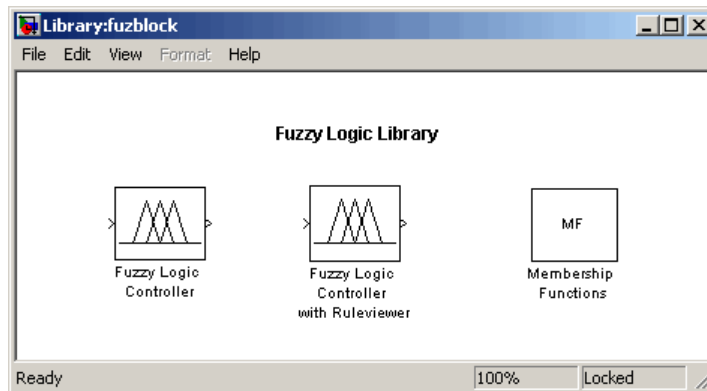 Library:fuzblock
File Edit View Format Help
Fuzzy Logic Library
MF
Fuzzy Logic
Controller
Fuzzy Logic
Controller
with Ruleviewer
Membership
Functions
Ready 100% Locked